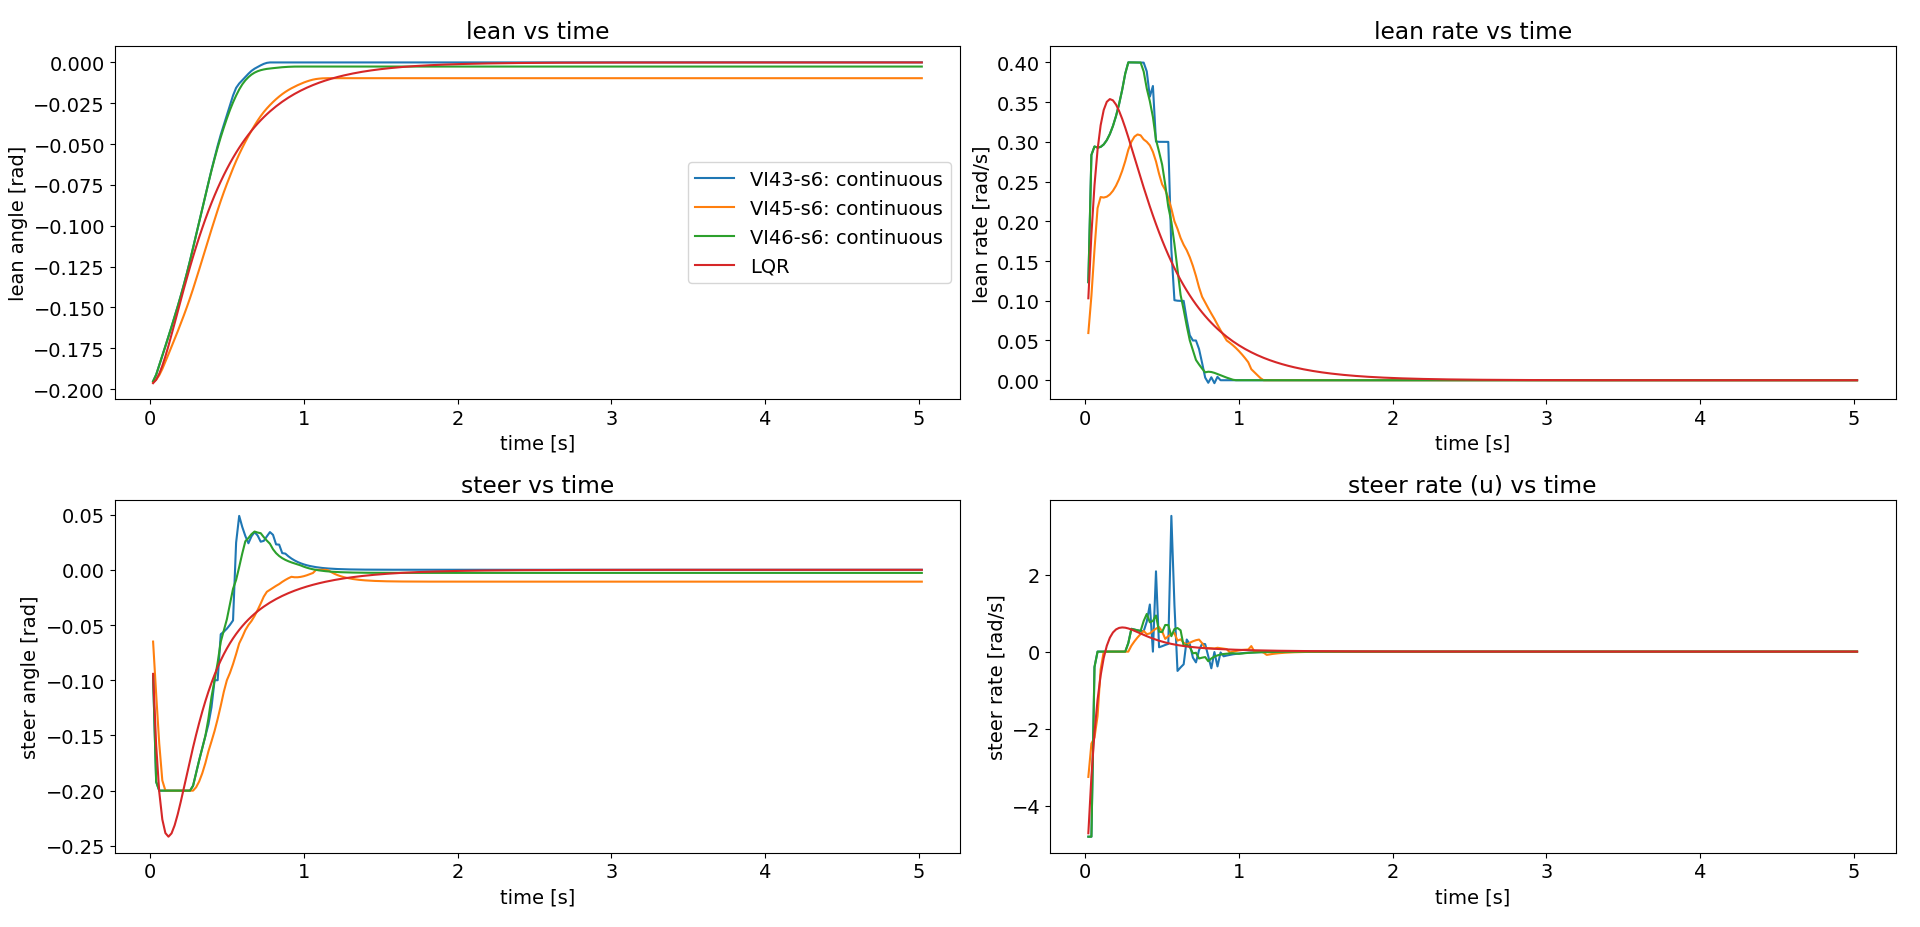 lean vs time
lean angle [rad]
0.000
−0.025
−0.050
−0.075
−0.100
−0.125
−0.150
−0.175
−0.200
0 1 2 3 4 5
time [s]
VI43-s6: continuous
VI45-s6: continuous
VI46-s6: continuous
LQR
lean rate vs time
lean rate [rad/s]
0.40
0.35
0.30
0.25
0.20
0.15
0.10
0.05
0.00
0 1 2 3 4 5
time [s]
steer vs time
steer angle [rad]
0.05
0.00
−0.05
−0.10
−0.15
−0.20
−0.25
0 1 2 3 4 5
time [s]
steer rate (u) vs time
steer rate [rad/s]
2
0
−2
−4
0 1 2 3 4 5
time [s]